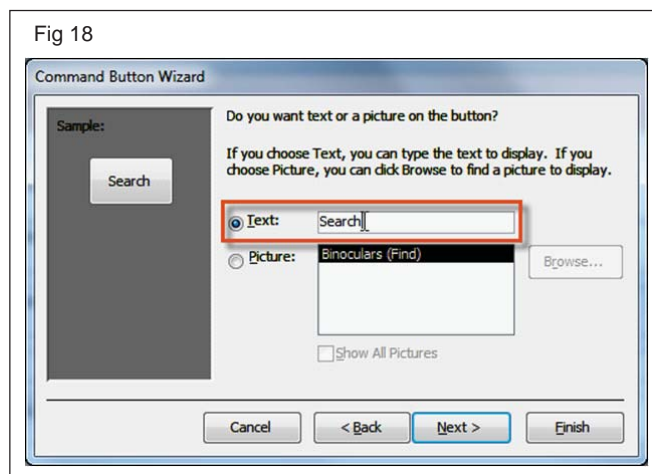 Fig 18
Command Button Wizard
Sample:
Search
Do you want text or a picture on the button?
If you choose Text, you can type the text to display. If you
choose Picture, you can click Browse to find a picture to display.
Text:
Search
Picture:
Binoculars (Find)
Browse...
Show All Pictures
Cancel
< Back
Next >
Finish